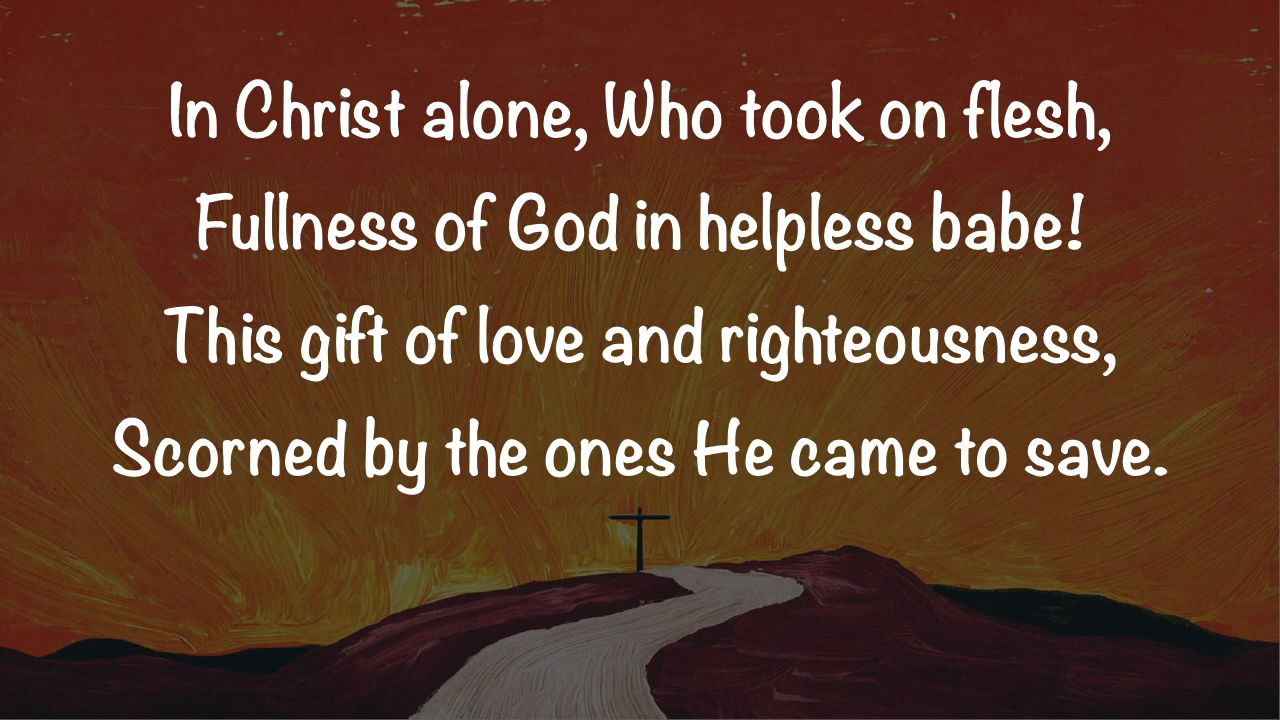 In Christ alone, Who took on flesh,
Fullness of God in helpless babe!
This gift of love and righteousness,
Scorned by the ones He came to save.